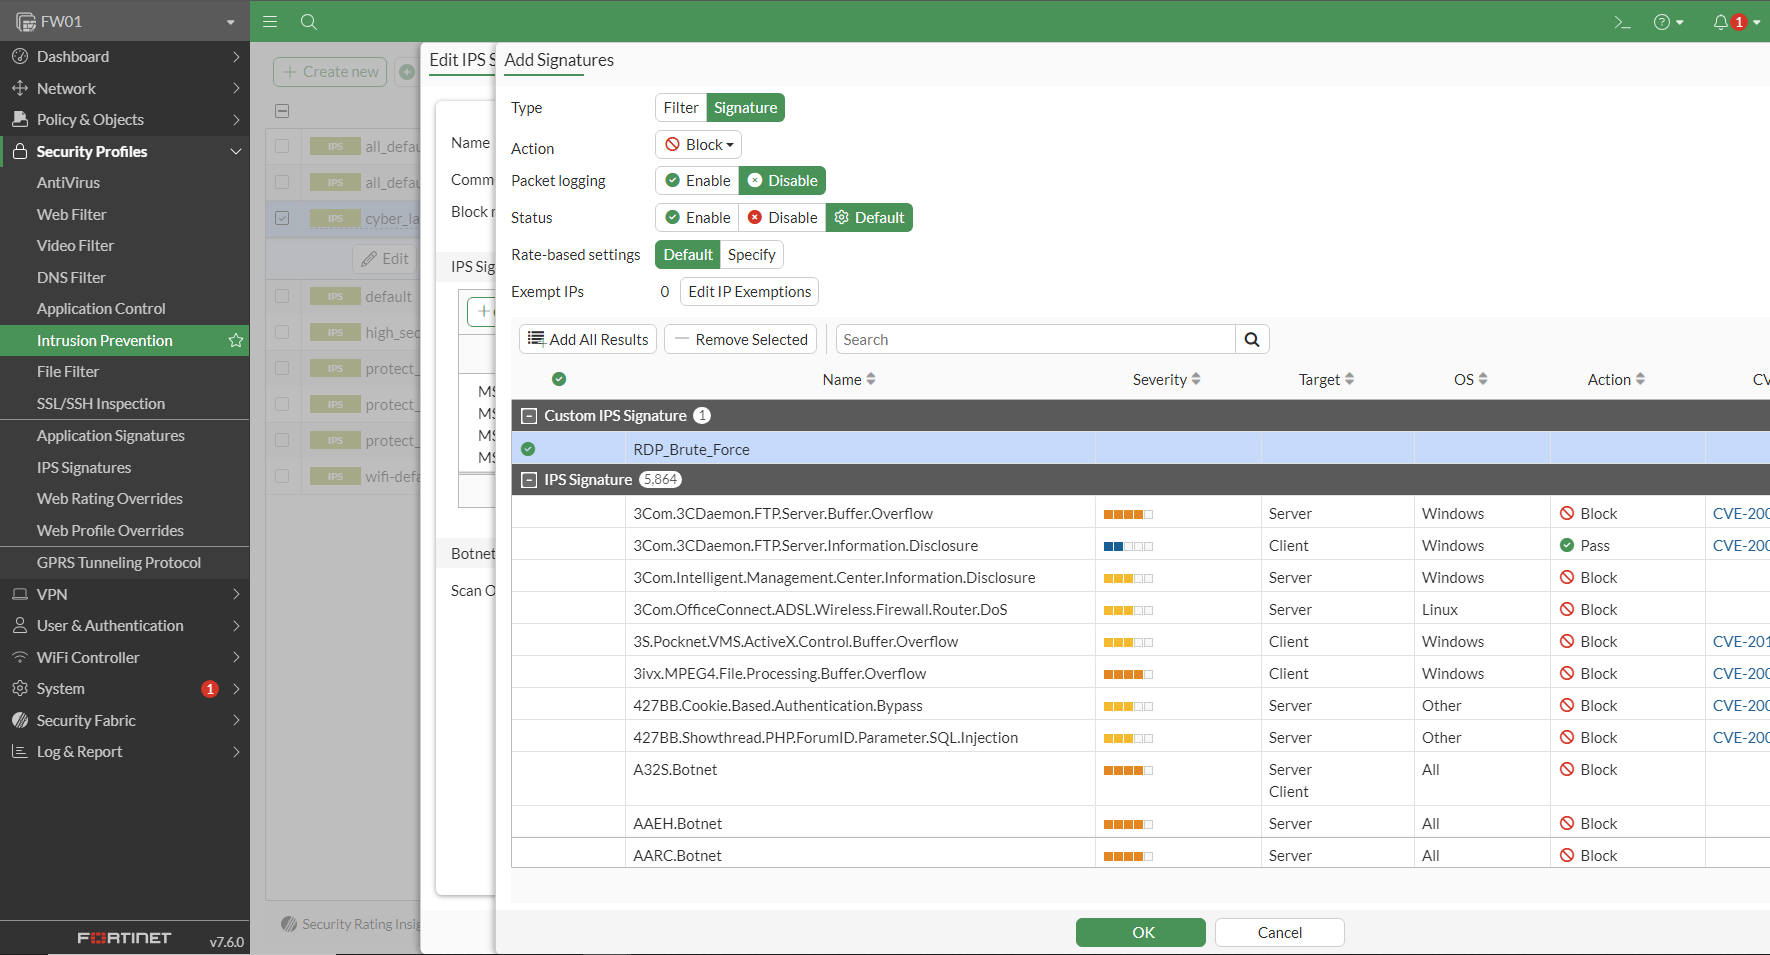 FW01
1
Dashboard
Network
Policy & Objects
Security Profiles
AntiVirus
Web Filter
Video Filter
DNS Filter
Application Control
Intrusion Prevention
File Filter
SSL/SSH Inspection
Application Signatures
IPS Signatures
Web Rating Overrides
Web Profile Overrides
GPRS Tunneling Protocol
VPN
User & Authentication
WiFi Controller
System 1
Security Fabric
Log & Report
FORTINET v7.6.0
Create new
IPS all_defau
IPS all_defau
IPS cyber_la
Edit
IPS default
IPS high_sec
IPS protect_
IPS protect_
IPS protect_
IPS wifi-defa
Security Rating Insig
Edit IPS S
Name
Comm
Block
IPS Sig
MS
MS
MS
MS
Botnet
Scan O
Add Signatures
Type Filter Signature
Action Block
Packet logging Enable Disable
Status Enable Disable Default
Rate-based settings Default Specify
Exempt IPs 0 Edit IP Exemptions
Add All Results Remove Selected Search
Name Severity Target OS Action CV
Custom IPS Signature 1
RDP_Brute_Force
IPS Signature 5,864
3Com.3CDaemon.FTP.Server.Buffer.Overflow Server Windows Block CVE-200
3Com.3CDaemon.FTP.Server.Information.Disclosure Client Windows Pass CVE-200
3Com.Intelligent.Management.Center.Information.Disclosure Server Windows Block
3Com.OfficeConnect.ADSL.Wireless.Firewall.Router.DoS Server Linux Block
3S.Pocknet.VMS.ActiveX.Control.Buffer.Overflow Client Windows Block CVE-201
3ivx.MPEG4.File.Processing.Buffer.Overflow Client Windows Block CVE-200
427BB.Cookie.Based.Authentication.Bypass Server Other Block CVE-200
427BB.Showthread.PHP.ForumID.Parameter.SQL.Injection Server Other Block CVE-200
A32S.Botnet Server All Block
Client
AAEH.Botnet Server All Block
AARC.Botnet Server All Block
OK Cancel